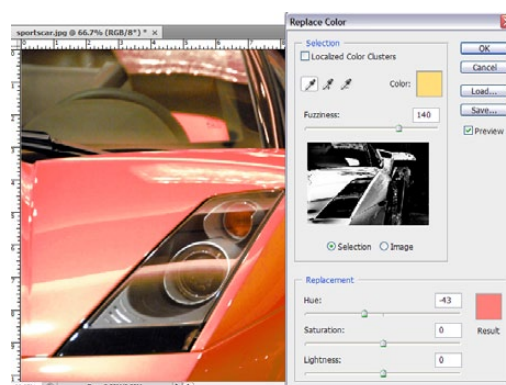 sportscar.jpg @ 66.7% (RGB/8*) *
Replace Color
Selection
Localized Color Clusters
Color:
Fuzziness: 140
Selection Image
Replacement
Hue: -43
Saturation: 0
Lightness: 0
Result
OK
Cancel
Load...
Save...
Preview